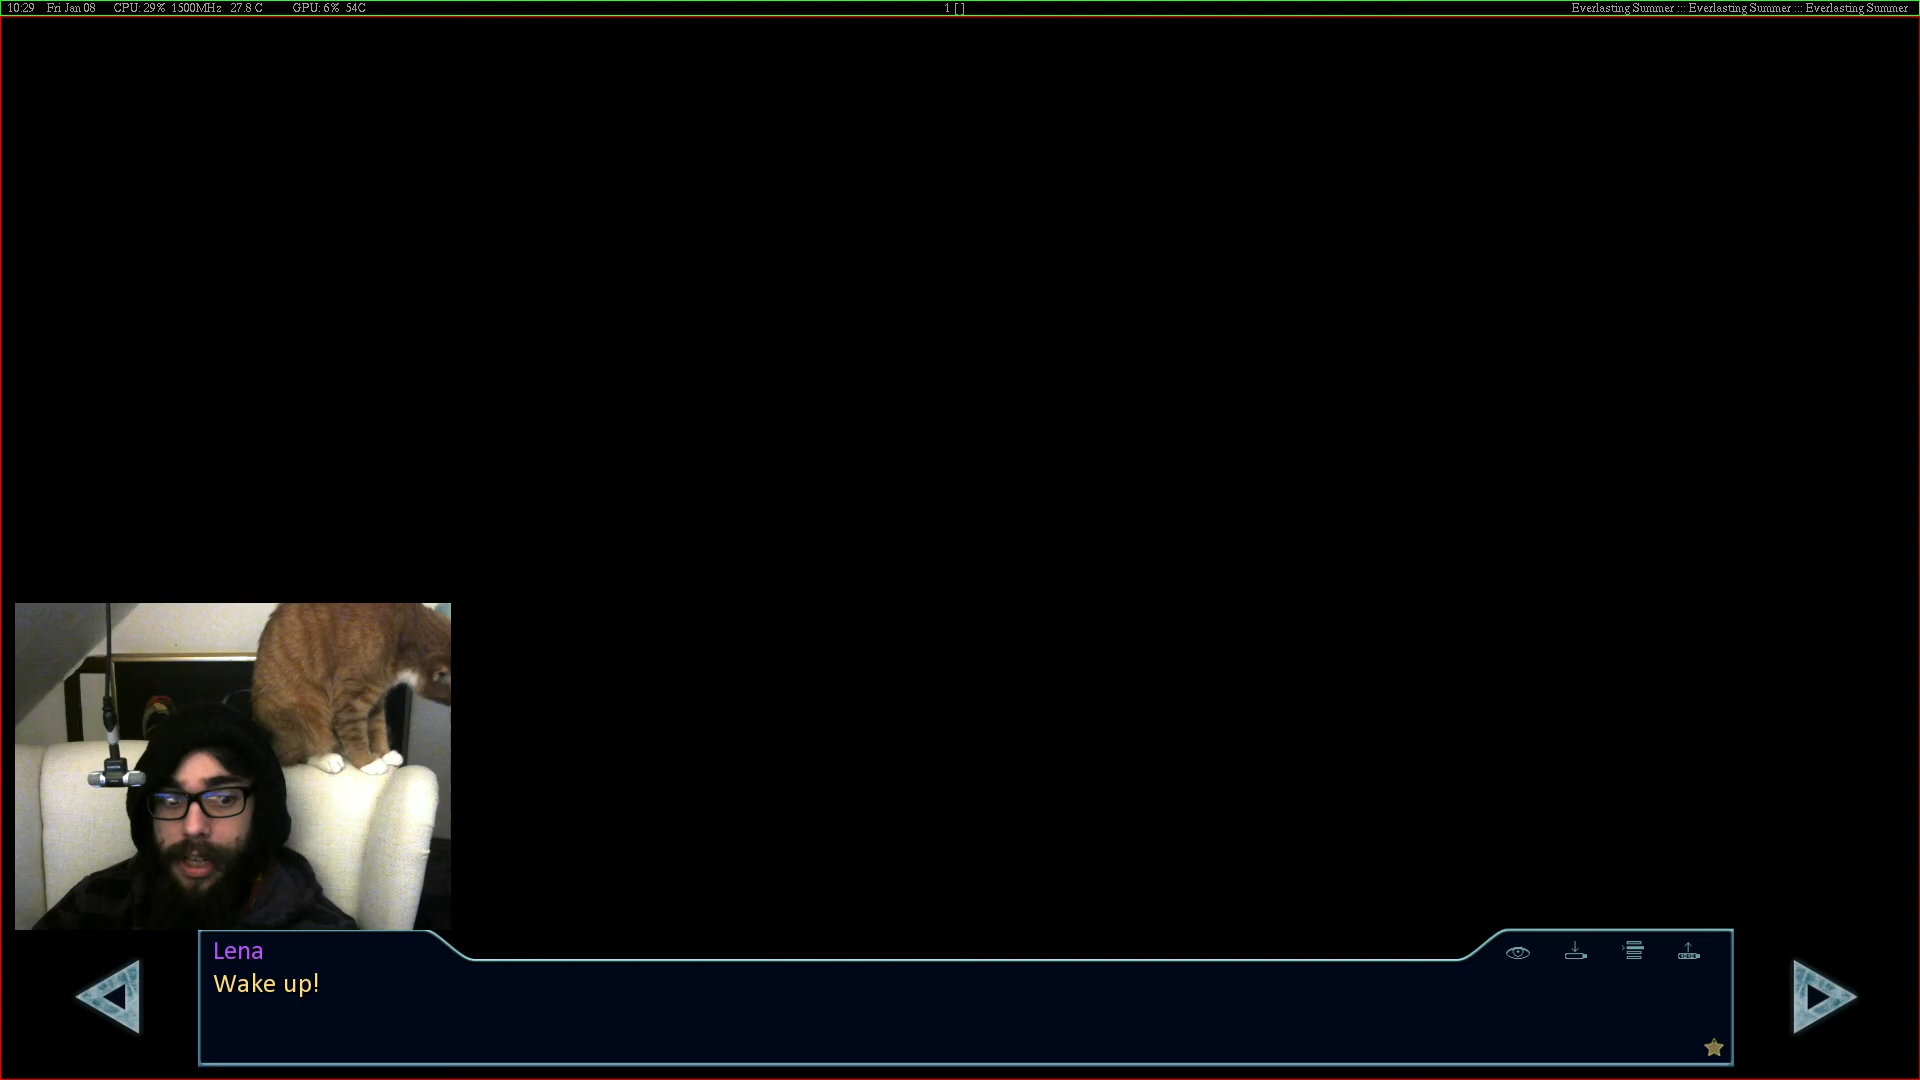 10:29 Fri Jan 08 CPU: 29% 1500MHz 27.8 C GPU: 6% 54C 1 [ ] Everlasting Summer ::: Everlasting Summer ::: Everlasting Summer
Lena
Wake up!